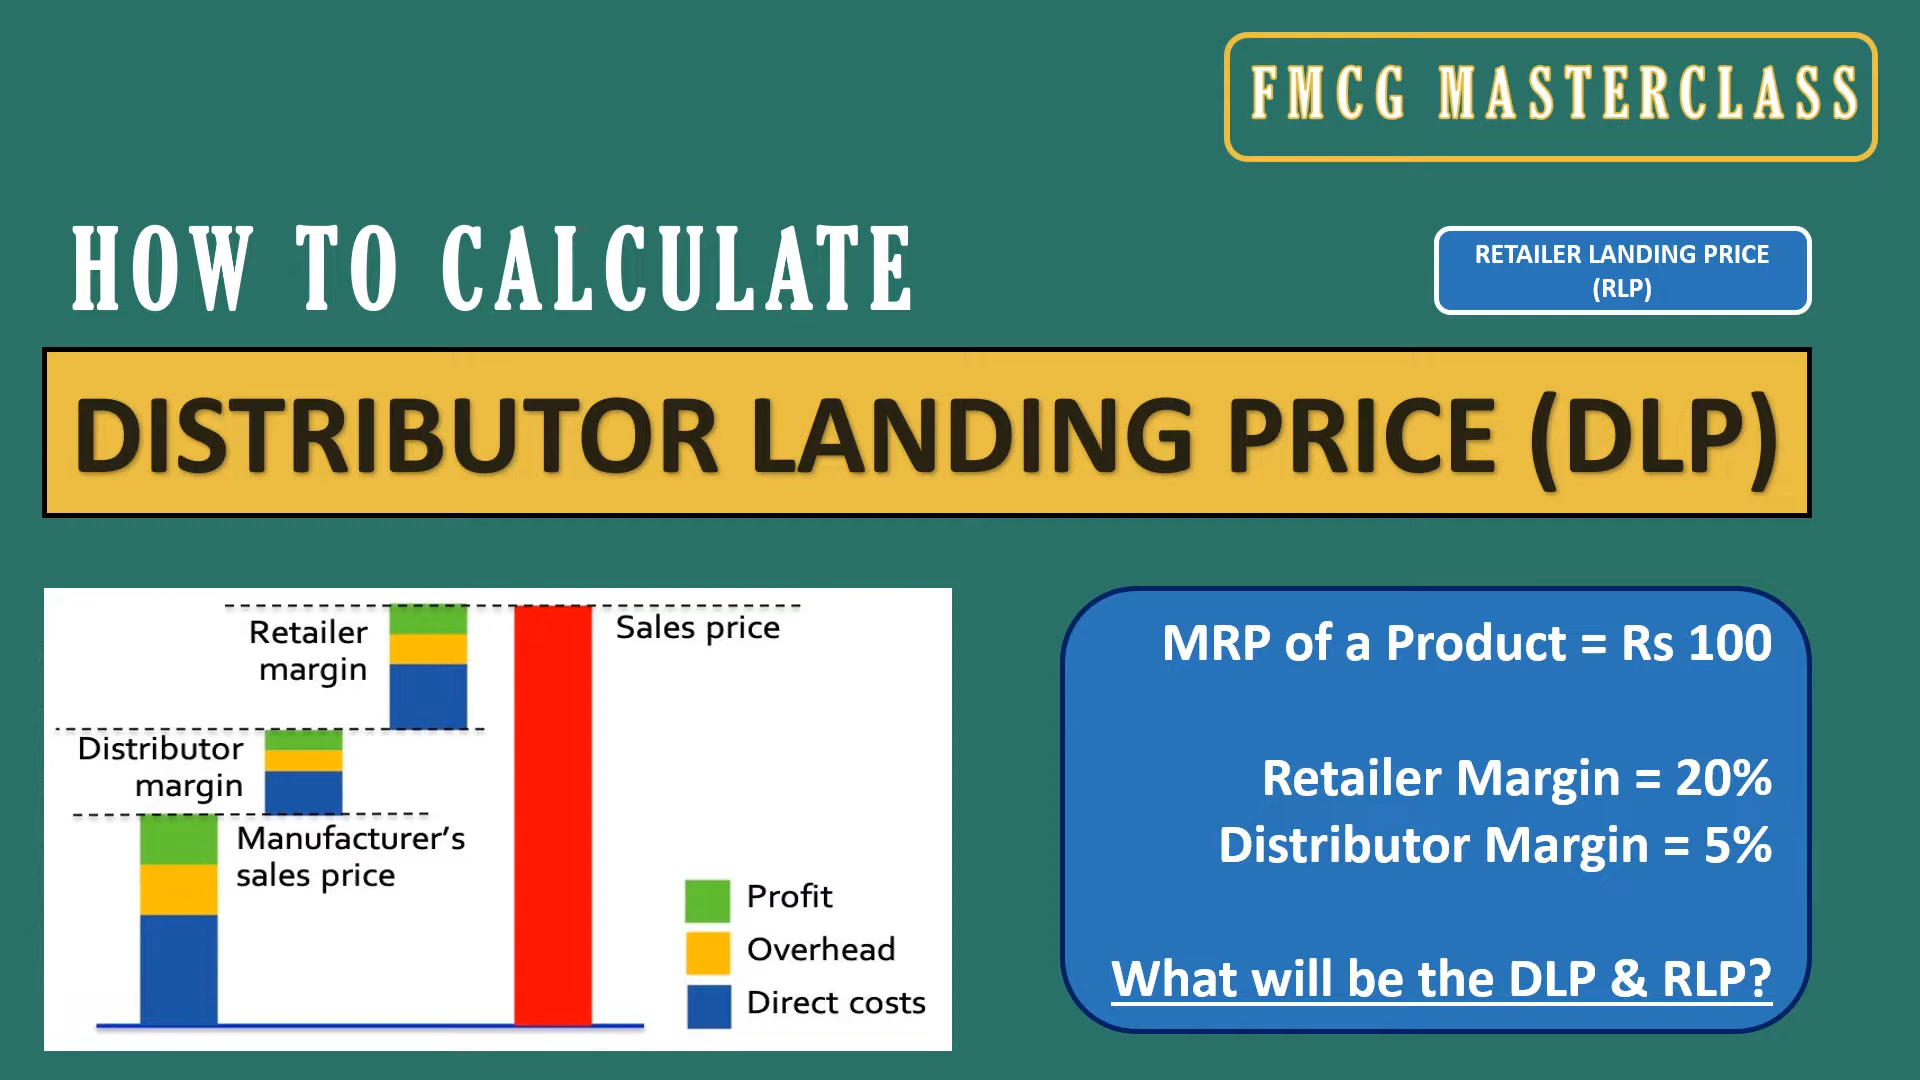 FMCG MASTERCLASS
HOW TO CALCULATE
RETAILER LANDING PRICE
(RLP)
DISTRIBUTOR LANDING PRICE (DLP)
Retailer
margin
Sales price
Distributor
margin
Manufacturer’s
sales price
Profit
Overhead
Direct costs
MRP of a Product = Rs 100
Retailer Margin = 20%
Distributor Margin = 5%
What will be the DLP & RLP?